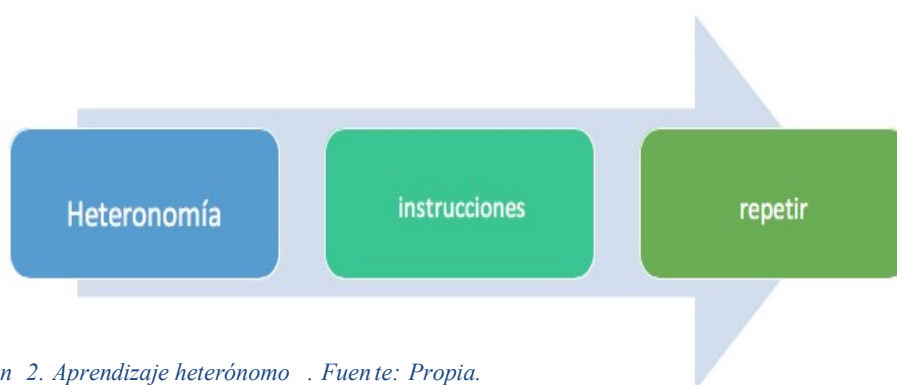 Heteronomía
instrucciones
repetir
n 2. Aprendizaje heterónomo . Fuente: Propia.